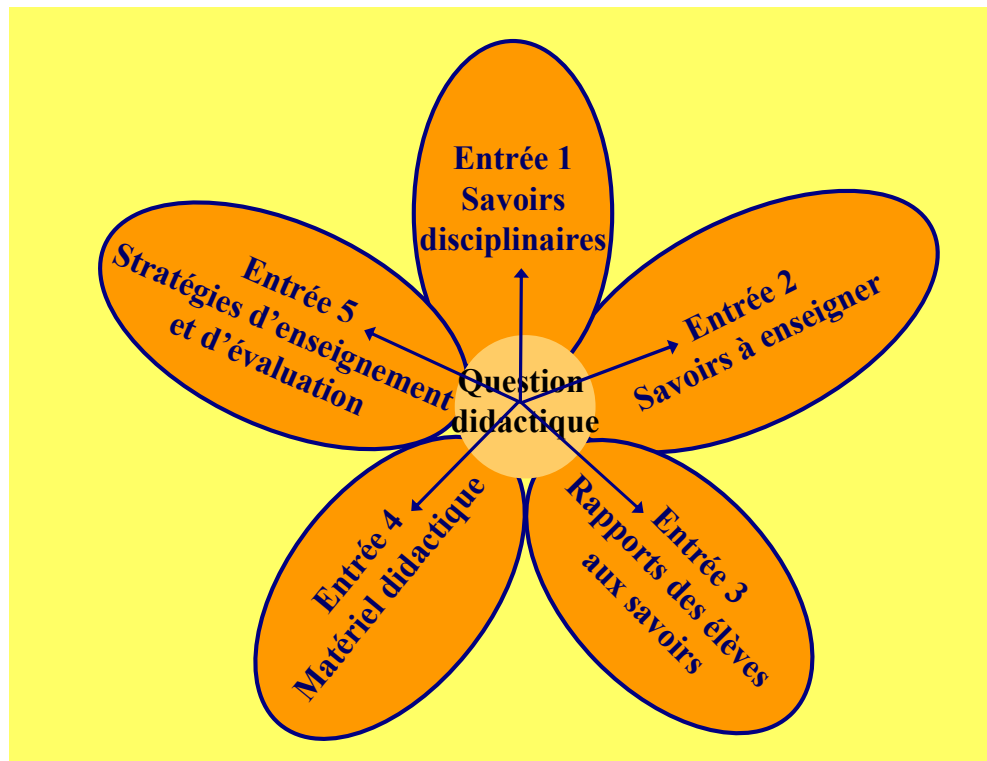 Entrée 1
Savoirs
disciplinaires
Entrée 2
Savoirs à enseigner
Entrée 3
Rapports des élèves
aux savoirs
Entrée 4
Matériel didactique
Entrée 5
Stratégies d’enseignement
et d’évaluation
Question
didactique